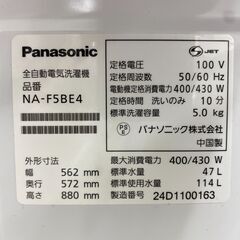 Panasonic
全自動電気洗濯機
品番
NA-F5BE4
JET
定格電圧 100 V
定格周波数 50/60 Hz
電動機定格消費電力 400/430 W
定格時間 洗いのみ 10 分
標準洗濯容量 5.0 kg
PS
E
パナソニック株式会社
中国製
外形寸法
幅 562 mm
奥行 572 mm
高さ 880 mm
最大消費電力 400/430 W
標準水量 47 L
標準使用水量 114 L
製造番号 24D1100163